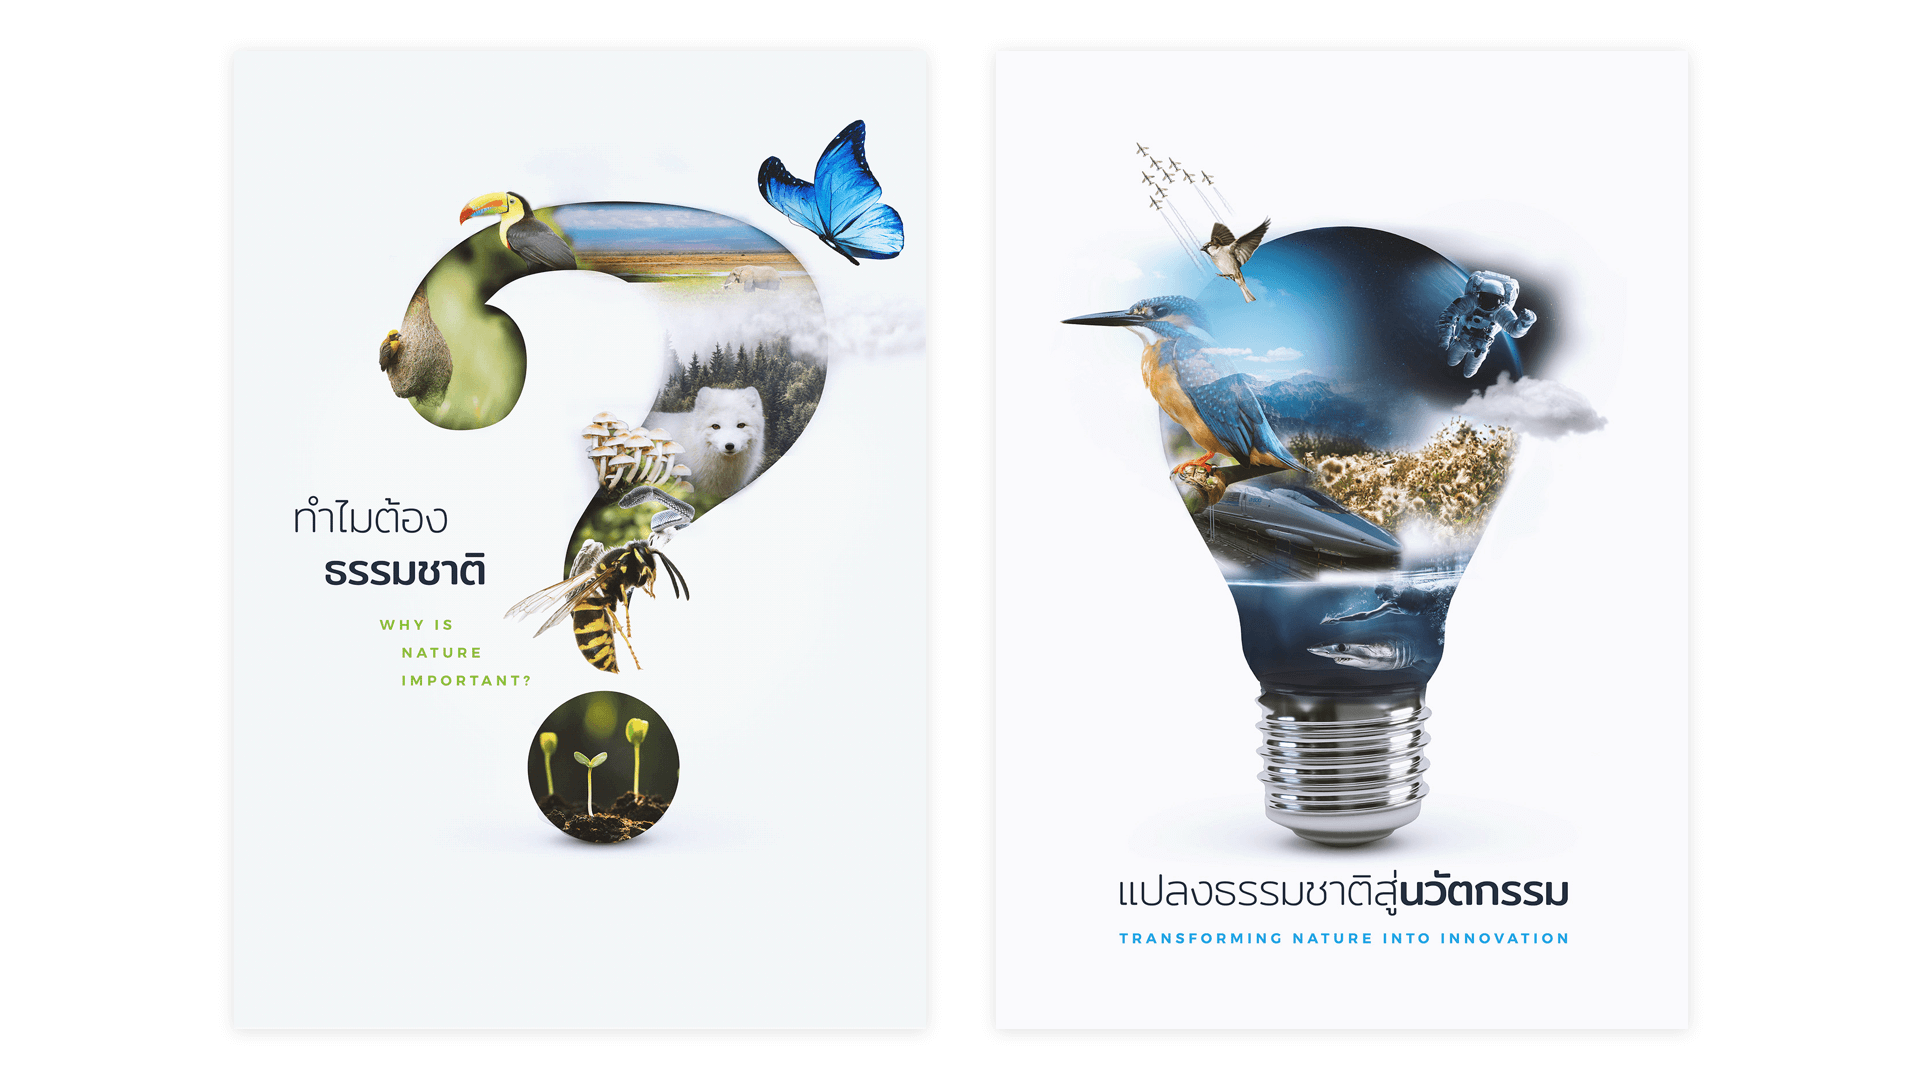 ทำไมต้อง
ธรรมชาติ
WHY IS
NATURE
IMPORTANT?
แปลงธรรมชาติสู่นวัตกรรม
TRANSFORMING NATURE INTO INNOVATION